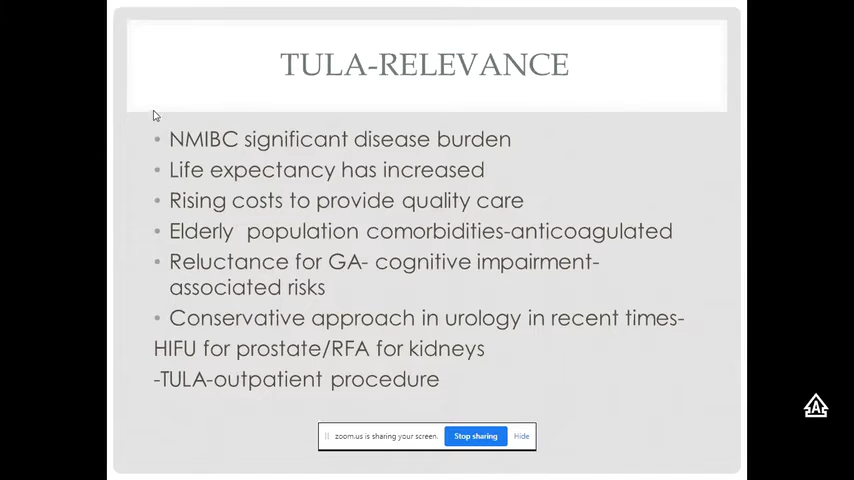 TULA-RELEVANCE
• NMIBC significant disease burden
• Life expectancy has increased
• Rising costs to provide quality care
• Elderly population comorbidities-anticoagulated
• Reluctance for GA- cognitive impairment-
associated risks
• Conservative approach in urology in recent times-
HIFU for prostate/RFA for kidneys
-TULA-outpatient procedure
zoom.us is sharing your screen. Stop sharing Hide
A